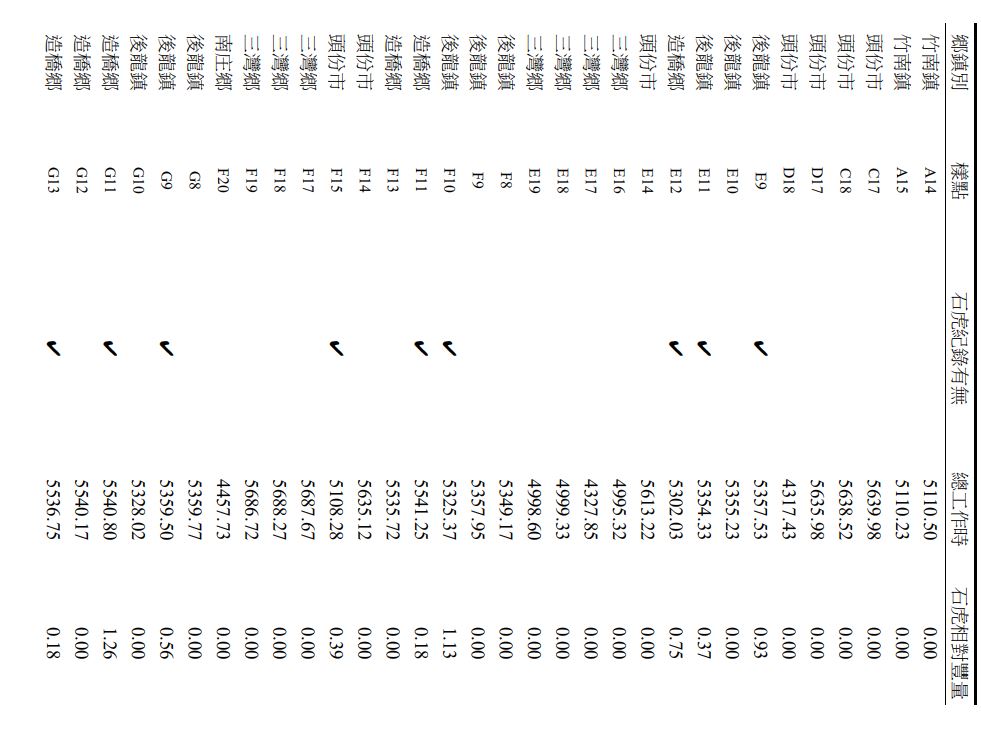 鄉鎮別 樣點 石虎紀錄有無 總工作時 石虎相對豐量
竹南鎮 A14 5110.50 0.00
竹南鎮 A15 5110.23 0.00
頭份市 C17 5639.98 0.00
頭份市 C18 5638.52 0.00
頭份市 D17 5635.98 0.00
頭份市 D18 4317.43 0.00
後龍鎮 E9 ✔ 5357.53 0.93
後龍鎮 E10 5355.23 0.00
後龍鎮 E11 ✔ 5354.33 0.37
造橋鄉 E12 ✔ 5302.03 0.75
頭份市 E14 5613.22 0.00
三灣鄉 E16 4995.32 0.00
三灣鄉 E17 4327.85 0.00
三灣鄉 E18 4999.33 0.00
三灣鄉 E19 4998.60 0.00
後龍鎮 F8 5349.17 0.00
後龍鎮 F9 5357.95 0.00
後龍鎮 F10 ✔ 5325.37 1.13
造橋鄉 F11 ✔ 5541.25 0.18
造橋鄉 F13 5535.72 0.00
頭份市 F14 5635.12 0.00
頭份市 F15 ✔ 5108.28 0.39
三灣鄉 F17 5687.67 0.00
三灣鄉 F18 5688.27 0.00
三灣鄉 F19 5686.72 0.00
南庄鄉 F20 4457.73 0.00
後龍鎮 G8 5359.77 0.00
後龍鎮 G9 ✔ 5359.50 0.56
後龍鎮 G10 5328.02 0.00
造橋鄉 G11 ✔ 5540.80 1.26
造橋鄉 G12 5540.17 0.00
造橋鄉 G13 ✔ 5536.75 0.18